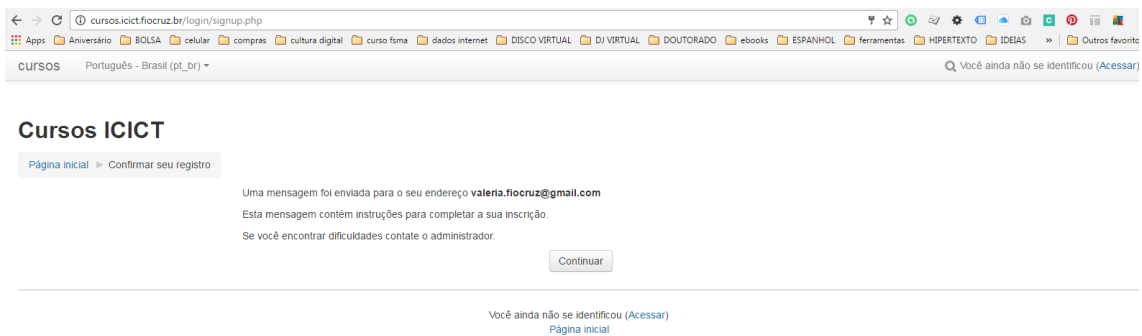 cursos.icict.fiocruz.br/login/signup.php
Apps Aniversário BOLSA celular compras cultura digital curso fsma dados internet DISCO VIRTUAL DJ VIRTUAL DOUTORADO ebooks ESPANHOL ferramentas HIPERTEXTO IDEIAS » Outros favorito
cursos Português - Brasil (pt_br) Você ainda não se identificou (Acessar)
Cursos ICICT
Página inicial Confirmar seu registro
Uma mensagem foi enviada para o seu endereço valeria.fiocruz@gmail.com
Esta mensagem contém instruções para completar a sua inscrição.
Se você encontrar dificuldades contate o administrador.
Continuar
Você ainda não se identificou (Acessar)
Página inicial